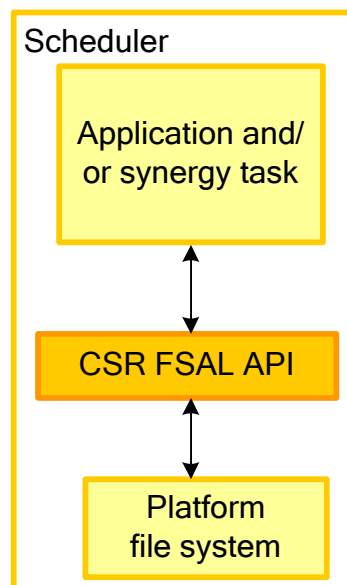 Scheduler
Application and/
or synergy task
CSR FSAL API
Platform
file system